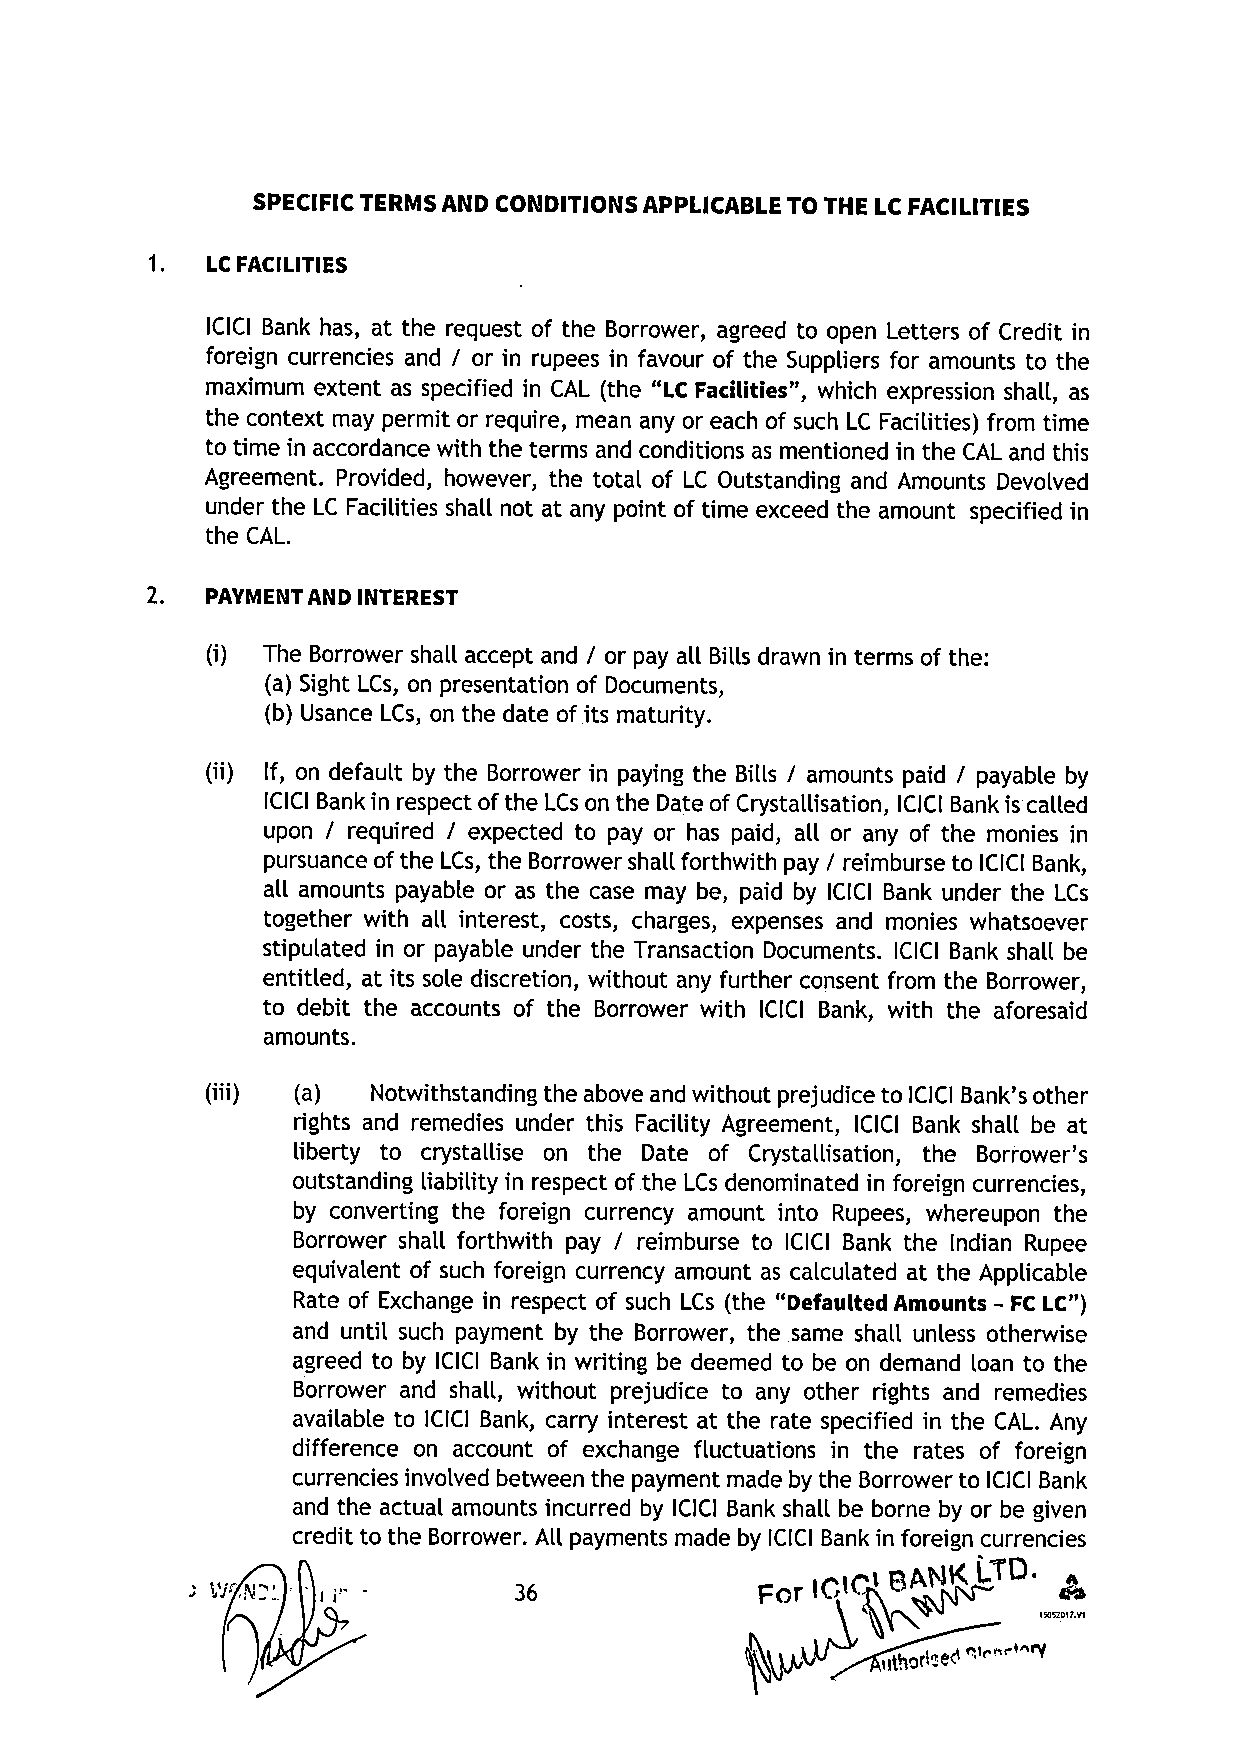 SPECIFIC TERMS AND CONDITIONS APPLICABLE TO THE LC FACILITIES
1. LC FACILITIES
ICICI Bank has, at the request of the Borrower, agreed to open Letters of Credit in
foreign currencies and / or in rupees in favour of the Suppliers for amounts to the
maximum extent as specified in CAL (the “LC Facilities”, which expression shall, as
the context may permit or require, mean any or each of such LC Facilities) from time
to time in accordance with the terms and conditions as mentioned in the CAL and this
Agreement. Provided, however, the total of LC Outstanding and Amounts Devolved
under the LC Facilities shall not at any point of time exceed the amount specified in
the CAL.
2. PAYMENT AND INTEREST
(i) The Borrower shall accept and / or pay all Bills drawn in terms of the:
(a) Sight LCs, on presentation of Documents,
(b) Usance LCs, on the date of its maturity.
(ii) If, on default by the Borrower in paying the Bills / amounts paid / payable by
ICICI Bank in respect of the LCs on the Date of Crystallisation, ICICI Bank is called
upon / required / expected to pay or has paid, all or any of the monies in
pursuance of the LCs, the Borrower shall forthwith pay / reimburse to ICICI Bank,
all amounts payable or as the case may be, paid by ICICI Bank under the LCs
together with all interest, costs, charges, expenses and monies whatsoever
stipulated in or payable under the Transaction Documents. ICICI Bank shall be
entitled, at its sole discretion, without any further consent from the Borrower,
to debit the accounts of the Borrower with ICICI Bank, with the aforesaid
amounts.
(iii) (a) Notwithstanding the above and without prejudice to ICICI Bank’s other
rights and remedies under this Facility Agreement, ICICI Bank shall be at
liberty to crystallise on the Date of Crystallisation, the Borrower’s
outstanding liability in respect of the LCs denominated in foreign currencies,
by converting the foreign currency amount into Rupees, whereupon the
Borrower shall forthwith pay / reimburse to ICICI Bank the Indian Rupee
equivalent of such foreign currency amount as calculated at the Applicable
Rate of Exchange in respect of such LCs (the “Defaulted Amounts – FC LC”)
and until such payment by the Borrower, the same shall unless otherwise
agreed to by ICICI Bank in writing be deemed to be on demand loan to the
Borrower and shall, without prejudice to any other rights and remedies
available to ICICI Bank, carry interest at the rate specified in the CAL. Any
difference on account of exchange fluctuations in the rates of foreign
currencies involved between the payment made by the Borrower to ICICI Bank
and the actual amounts incurred by ICICI Bank shall be borne by or be given
credit to the Borrower. All payments made by ICICI Bank in foreign currencies
36
For ICICI BANK LTD.
15052017.V1
Authorised Signatory